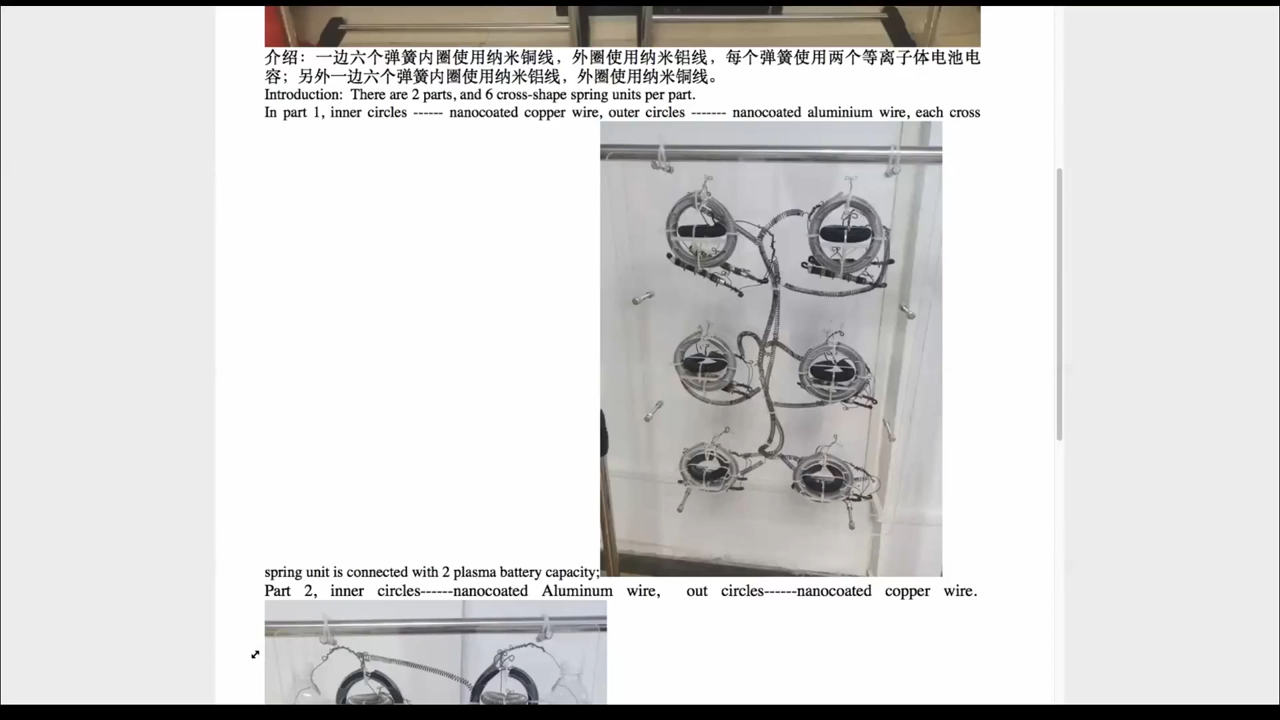 介绍：一边六个弹簧内圈使用纳米铜线，外圈使用纳米铝线，每个弹簧使用两个等离子体电池电
容；另外一边六个弹簧内圈使用纳米铝线，外圈使用纳米铜线。
Introduction: There are 2 parts, and 6 cross-shape spring units per part.
In part 1, inner circles ------ nanocoated copper wire, outer circles ------- nanocoated aluminium wire, each cross
spring unit is connected with 2 plasma battery capacity;
Part 2, inner circles------nanocoated Aluminum wire, out circles------nanocoated copper wire.